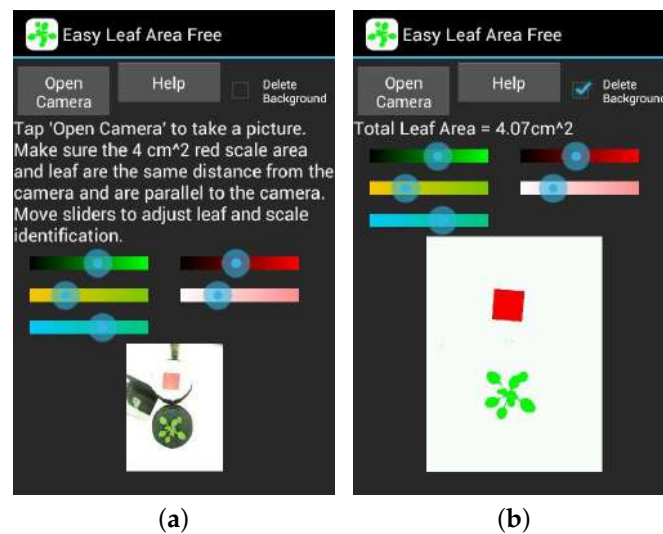 Easy Leaf Area Free
Open
Camera
Help
Delete
Background
Tap 'Open Camera' to take a picture.
Make sure the 4 cm^2 red scale area
and leaf are the same distance from the
camera and are parallel to the camera.
Move sliders to adjust leaf and scale
identification.
(a)
Easy Leaf Area Free
Open
Camera
Help
Delete
Background
Total Leaf Area = 4.07cm^2
(b)